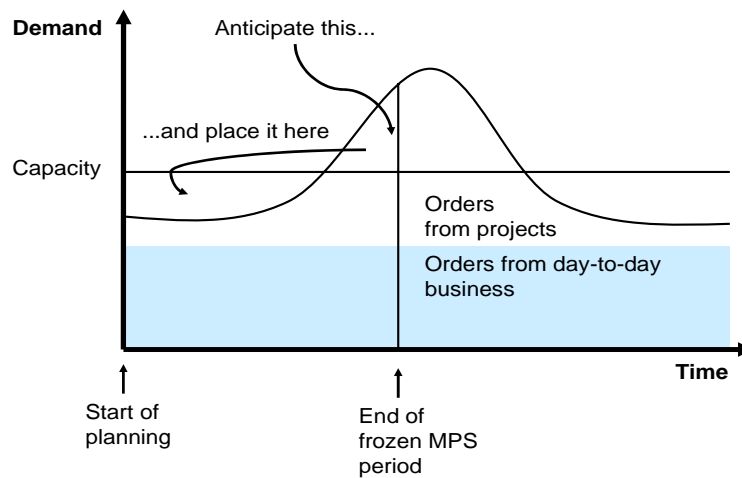 Demand
Anticipate this...
...and place it here
Capacity
Orders
from projects
Orders from day-to-day
business
Time
Start of
planning
End of
frozen MPS
period